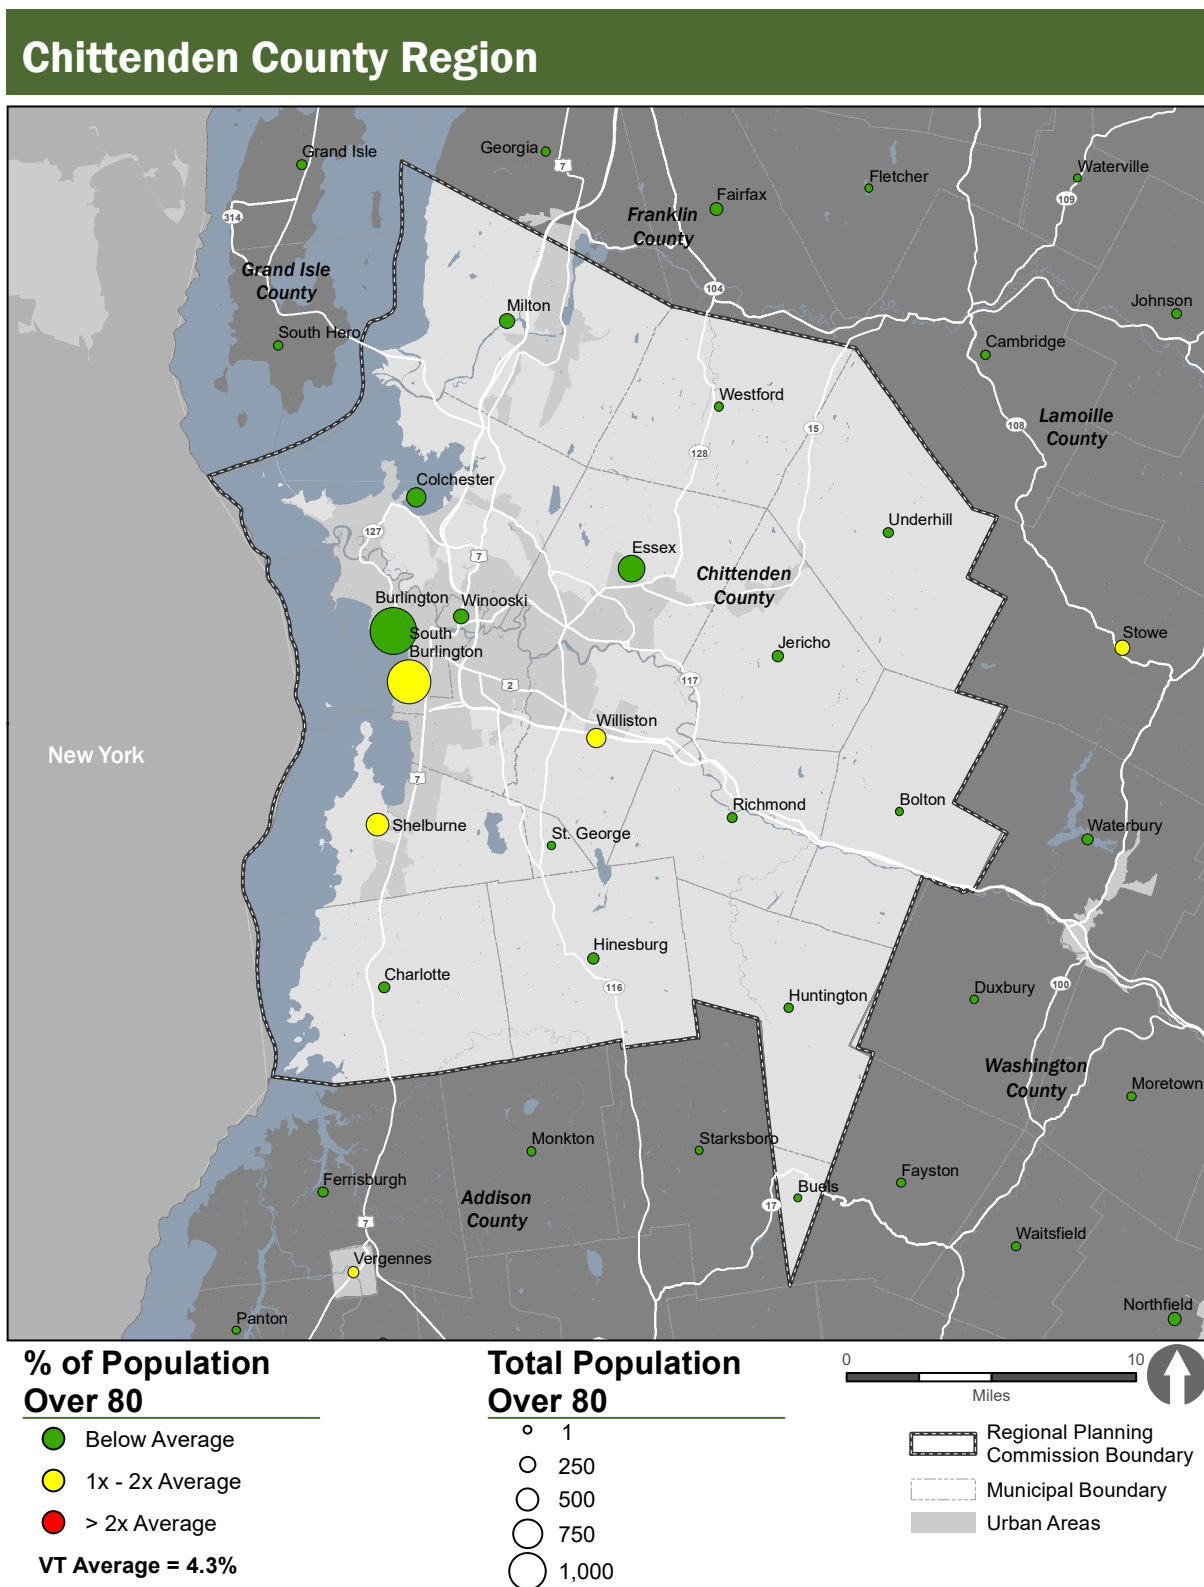 Chittenden County Region
Grand Isle
Georgia
7
Fletcher
Waterville
109
Fairfax
314
Franklin
County
Grand Isle
County
104
Johnson
Milton
South Hero
Cambridge
Westford
15
108
Lamoille
County
128
Colchester
127
Underhill
7
Essex
Chittenden
County
Burlington
Winooski
South
Burlington
Stowe
Jericho
117
2
Williston
New York
7
Richmond
Bolton
Shelburne
St. George
Waterbury
Hinesburg
Charlotte
116
Huntington
Duxbury
100
Washington
County
Moretown
Monkton
Starksboro
Ferrisburgh
Addison
County
Fayston
Buels
17
7
Waitsfield
Vergennes
Panton
Northfield
% of Population
Over 80
Below Average
1x - 2x Average
> 2x Average
VT Average = 4.3%
Total Population
Over 80
1
250
500
750
1,000
0 10
Miles
Regional Planning
Commission Boundary
Municipal Boundary
Urban Areas